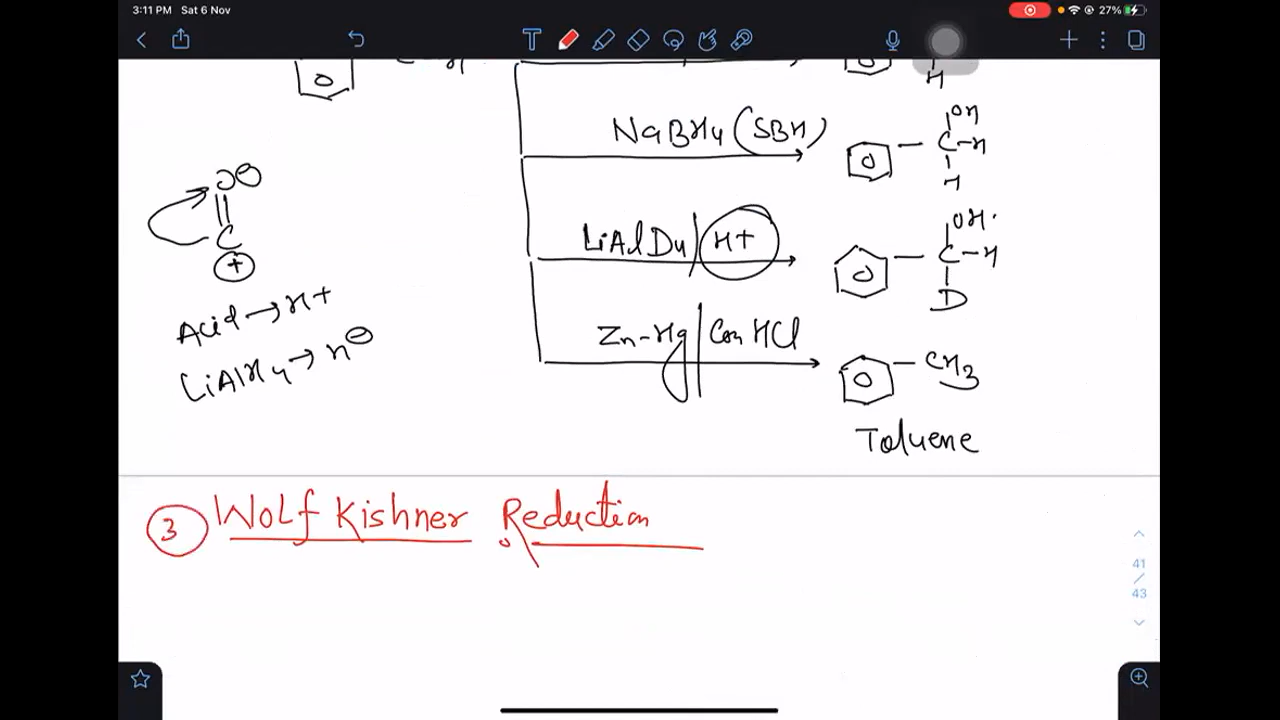 3:11 PM Sat 6 Nov
27%
T
H
NaBH4 (SBH)
OH
C-H
H
O⊖
C
+
LiAlD4 | H+
OH.
C-H
D
Acid → H+
LiAlH4 → H⊖
Zn-Hg | Con HCl
CH3
Toluene
3 Wolf Kishner Reduction
41
/
43